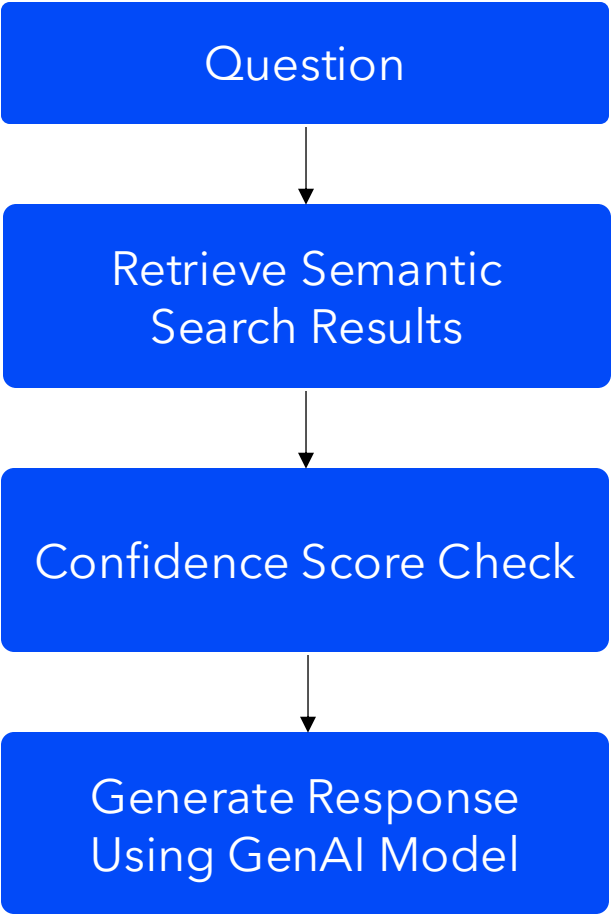 Question
Retrieve Semantic
Search Results
Confidence Score Check
Generate Response
Using GenAI Model